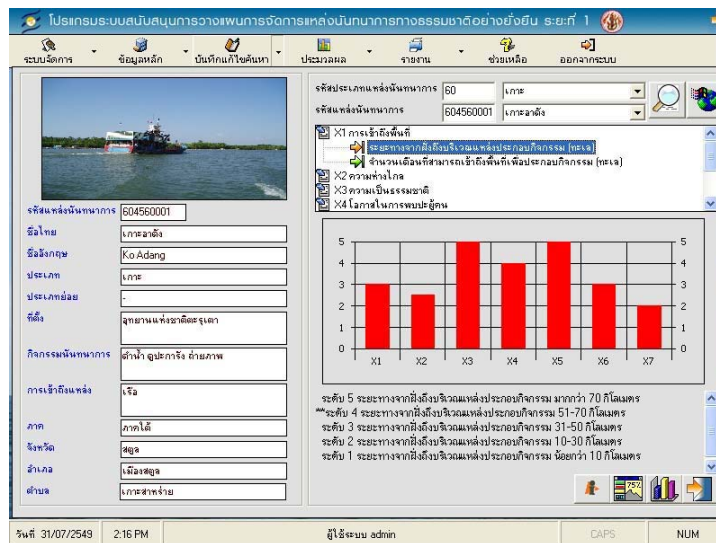 โปรแกรมระบบสนับสนุนการวางแผนการจัดการแหล่งนันทนาการทางธรรมชาติอย่างยั่งยืน ระยะที่ 1
ระบบจัดการ ข้อมูลหลัก บันทึกแก้ไขค้นหา ประมวลผล รายงาน ช่วยเหลือ ออกจากระบบ
รหัสประเภทแหล่งนันทนาการ 60 เกาะ
รหัสแหล่งนันทนาการ 604560001 เกาะอาดัง
X1 การเข้าถึงพื้นที่
ระยะทางจากฝั่งถึงบริเวณแหล่งประกอบกิจกรรม (ทะเล)
จำนวนเดือนที่สามารถเข้าถึงพื้นที่เพื่อประกอบกิจกรรม (ทะเล)
X2 ความห่างไกล
X3 ความเป็นธรรมชาติ
X4 โอกาสในการพบปะผู้คน
รหัสแหล่งนันทนาการ 604560001
ชื่อไทย เกาะอาดัง
ชื่ออังกฤษ Ko Adang
ประเภท เกาะ
ประเภทย่อย -
ที่ตั้ง อุทยานแห่งชาติตะรุเตา
กิจกรรมนันทนาการ ดำน้ำ ดูปะการัง ถ่ายภาพ
การเข้าถึงแหล่ง เรือ
ภาค ภาคใต้
จังหวัด สตูล
อำเภอ เมืองสตูล
ตำบล เกาะสาหร่าย
5 5
4 4
3 3
2 2
1 1
0 0
X1 X2 X3 X4 X5 X6 X7
ระดับ 5 ระยะทางจากฝั่งถึงบริเวณแหล่งประกอบกิจกรรม มากกว่า 70 กิโลเมตร
**ระดับ 4 ระยะทางจากฝั่งถึงบริเวณแหล่งประกอบกิจกรรม 51-70 กิโลเมตร
ระดับ 3 ระยะทางจากฝั่งถึงบริเวณแหล่งประกอบกิจกรรม 31-50 กิโลเมตร
ระดับ 2 ระยะทางจากฝั่งถึงบริเวณแหล่งประกอบกิจกรรม 10-30 กิโลเมตร
ระดับ 1 ระยะทางจากฝั่งถึงบริเวณแหล่งประกอบกิจกรรม น้อยกว่า 10 กิโลเมตร
75%
วันที่ 31/07/2549 2:16 PM ผู้ใช้ระบบ admin CAPS NUM